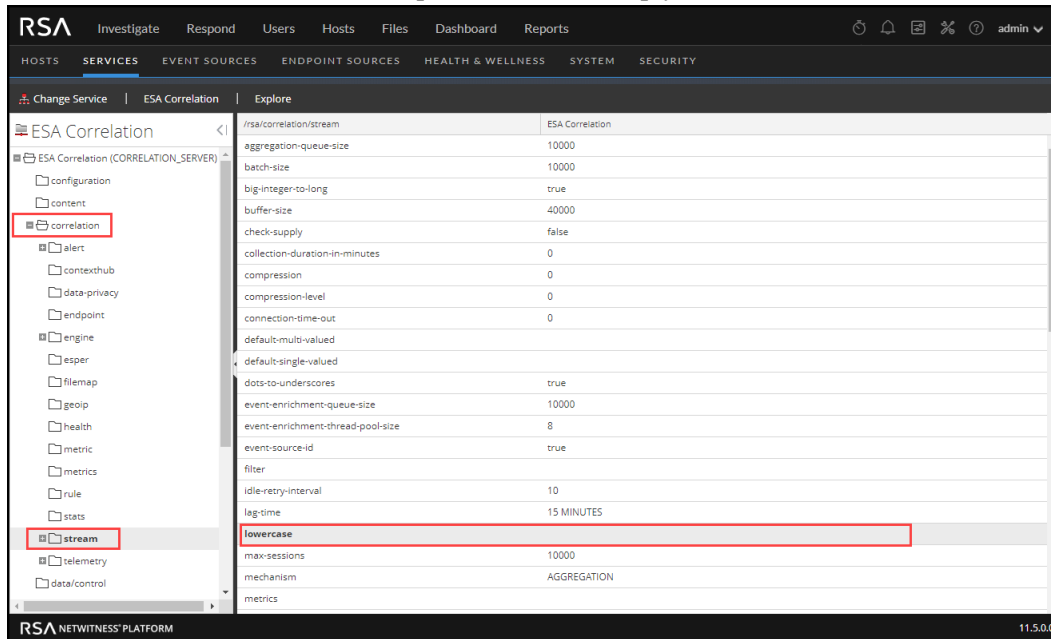 RSA Investigate Respond Users Hosts Files Dashboard Reports admin
HOSTS SERVICES EVENT SOURCES ENDPOINT SOURCES HEALTH & WELLNESS SYSTEM SECURITY
Change Service | ESA Correlation | Explore
ESA Correlation
ESA Correlation (CORRELATION_SERVER)
configuration
content
correlation
alert
contexthub
data-privacy
endpoint
engine
esper
filemap
geoip
health
metric
metrics
rule
stats
stream
telemetry
data/control
/rsa/correlation/stream ESA Correlation
aggregation-queue-size 10000
batch-size 10000
big-integer-to-long true
buffer-size 40000
check-supply false
collection-duration-in-minutes 0
compression 0
compression-level 0
connection-time-out 0
default-multi-valued
default-single-valued
dots-to-underscores true
event-enrichment-queue-size 10000
event-enrichment-thread-pool-size 8
event-source-id true
filter
idle-retry-interval 10
lag-time 15 MINUTES
lowercase
max-sessions 10000
mechanism AGGREGATION
metrics
RSA NETWITNESS® PLATFORM 11.5.0.0